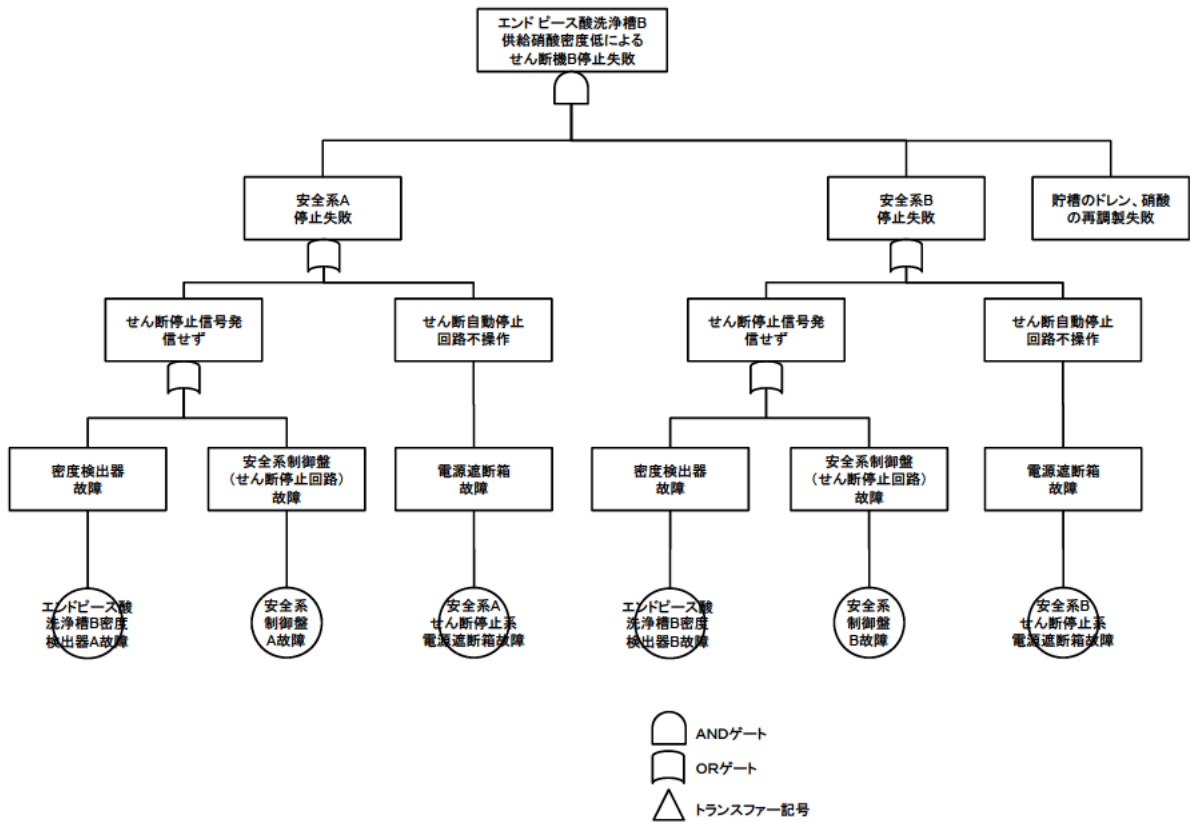 エンド ピース酸洗浄槽B
供給硝酸密度低による
せん断機B停止失敗
安全系A
停止失敗
安全系B
停止失敗
貯槽のドレン、硝酸
の再調製失敗
せん断停止信号発
信せず
せん断自動停止
回路不操作
せん断停止信号発
信せず
せん断自動停止
回路不操作
密度検出器
故障
安全系制御盤
（せん断停止回路）
故障
電源遮断箱
故障
密度検出器
故障
安全系制御盤
（せん断停止回路）
故障
電源遮断箱
故障
エンドピース酸
洗浄槽B密度
検出器A故障
安全系
制御盤
A故障
安全系A
せん断停止系
電源遮断箱故障
エンドピース酸
洗浄槽B密度
検出器B故障
安全系
制御盤
B故障
安全系B
せん断停止系
電源遮断箱故障
ANDゲート
ORゲート
トランスファー記号